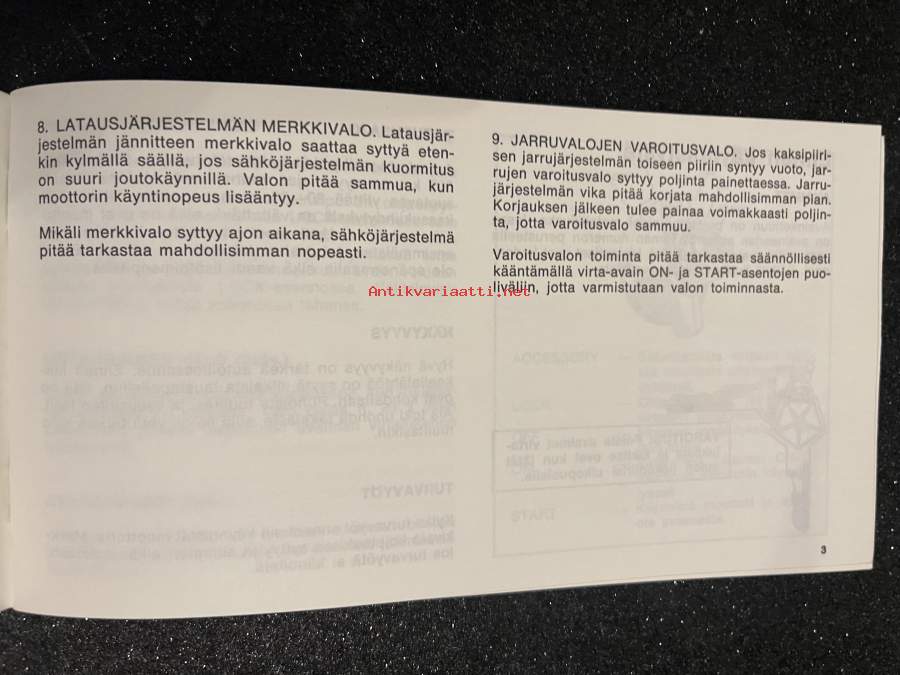 8. LATAUSJÄRJESTELMÄN MERKKIVALO. Latausjär-
jestelmän jännitteen merkkivalo saattaa syttyä eten-
kin kylmällä säällä, jos sähköjärjestelmän kuormitus
on suuri joutokäynnillä. Valon pitää sammua, kun
moottorin käyntinopeus lisääntyy.
Mikäli merkkivalo syttyy ajon aikana, sähköjärjestelmä
pitää tarkastaa mahdollisimman nopeasti.
9. JARRUVALOJEN VAROITUSVALO. Jos kaksipiiri-
sen jarrujärjestelmän toiseen piiriin syntyy vuoto, jar-
rujen varoitusvalo syttyy poljinta painettaessa. Jarru-
järjestelmän vika pitää korjata mahdollisimman pian.
Korjauksen jälkeen tulee painaa voimakkaasti poljin-
ta, jotta varoitusvalo sammuu.
Varoitusvalon toiminta pitää tarkastaa säännöllisesti
kääntämällä virta-avain ON- ja START-asentojen puo-
liväliin, jotta varmistutaan valon toiminnasta.
Antikvariaatti.net
HÄKYVYYS
TURVAVYÖT
ACCESSORY
START
3